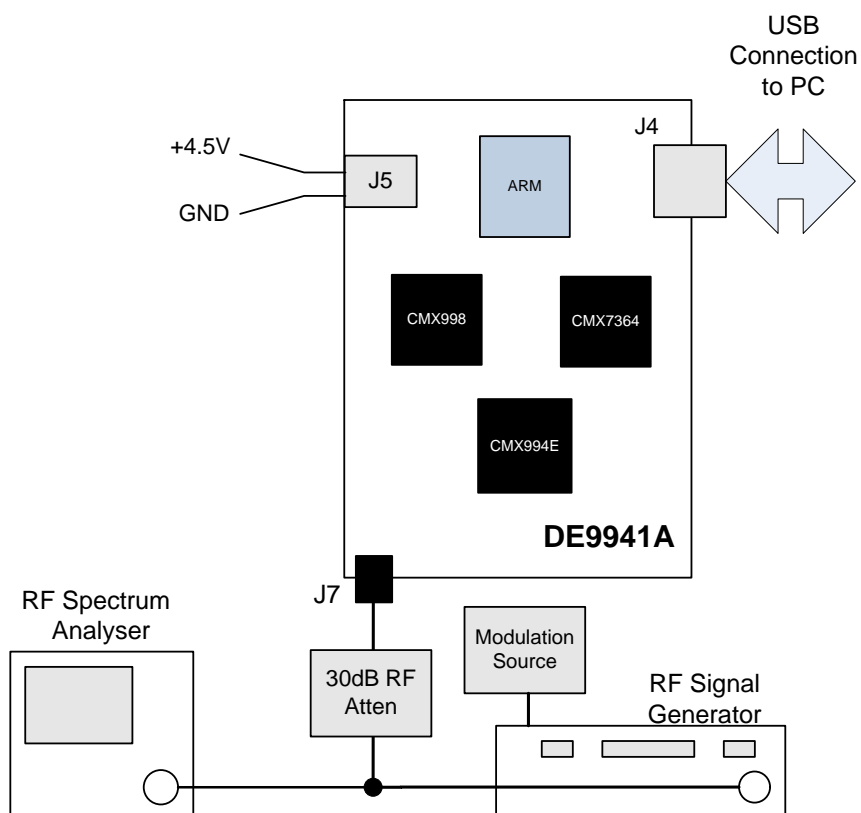 USB
Connection
to PC
J4
+4.5V
J5
ARM
GND
CMX998
CMX7364
CMX994E
DE9941A
J7
RF Spectrum
Analyser
Modulation
Source
30dB RF
Atten
RF Signal
Generator